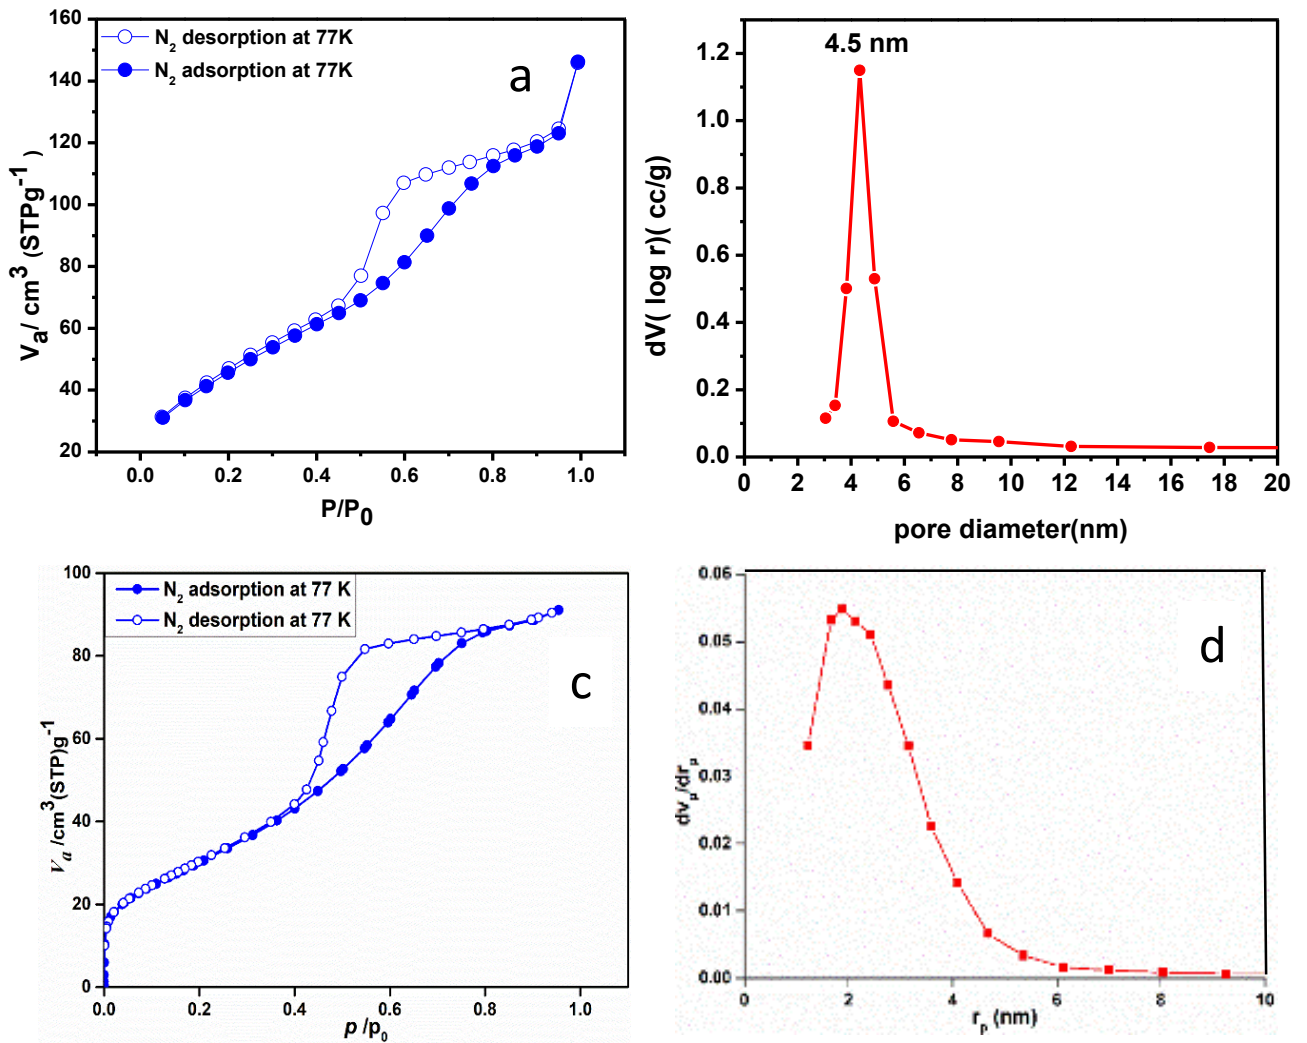 N2 desorption at 77K
N2 adsorption at 77K
a
160
140
120
100
80
60
40
20
0.0 0.2 0.4 0.6 0.8 1.0
Va/ cm3 (STPg-1 )
P/P0
4.5 nm
1.2
1.0
0.8
0.6
0.4
0.2
0.0
0 2 4 6 8 10 12 14 16 18 20
dV( log r)( cc/g)
pore diameter(nm)
N2 adsorption at 77 K
N2 desorption at 77 K
c
100
80
60
40
20
0
0.0 0.2 0.4 0.6 0.8 1.0
Va /cm3(STP)g-1
p /p0
d
0.06
0.05
0.04
0.03
0.02
0.01
0.00
0 2 4 6 8 10
dvp/drp
rp (nm)